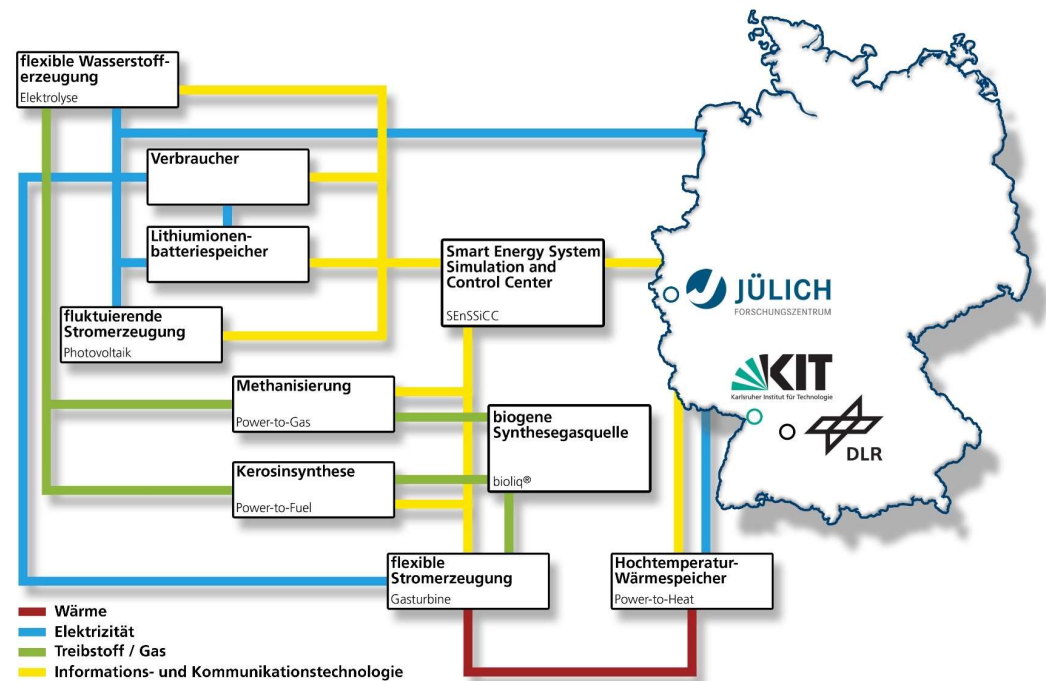 flexible Wasserstoff-
erzeugung
Elektrolyse
Verbraucher
Lithiumionen-
batteriespeicher
fluktuierende
Stromerzeugung
Photovoltaik
Smart Energy System
Simulation and
Control Center
SEnSSiCC
Methanisierung
Power-to-Gas
Kerosinsynthese
Power-to-Fuel
biogene
Synthesegasquelle
bioliq®
flexible
Stromerzeugung
Gasturbine
Hochtemperatur-
Wärmespeicher
Power-to-Heat
JÜLICH
FORSCHUNGSZENTRUM
KIT
Karlsruher Institut für Technologie
DLR
Wärme
Elektrizität
Treibstoff / Gas
Informations- und Kommunikationstechnologie